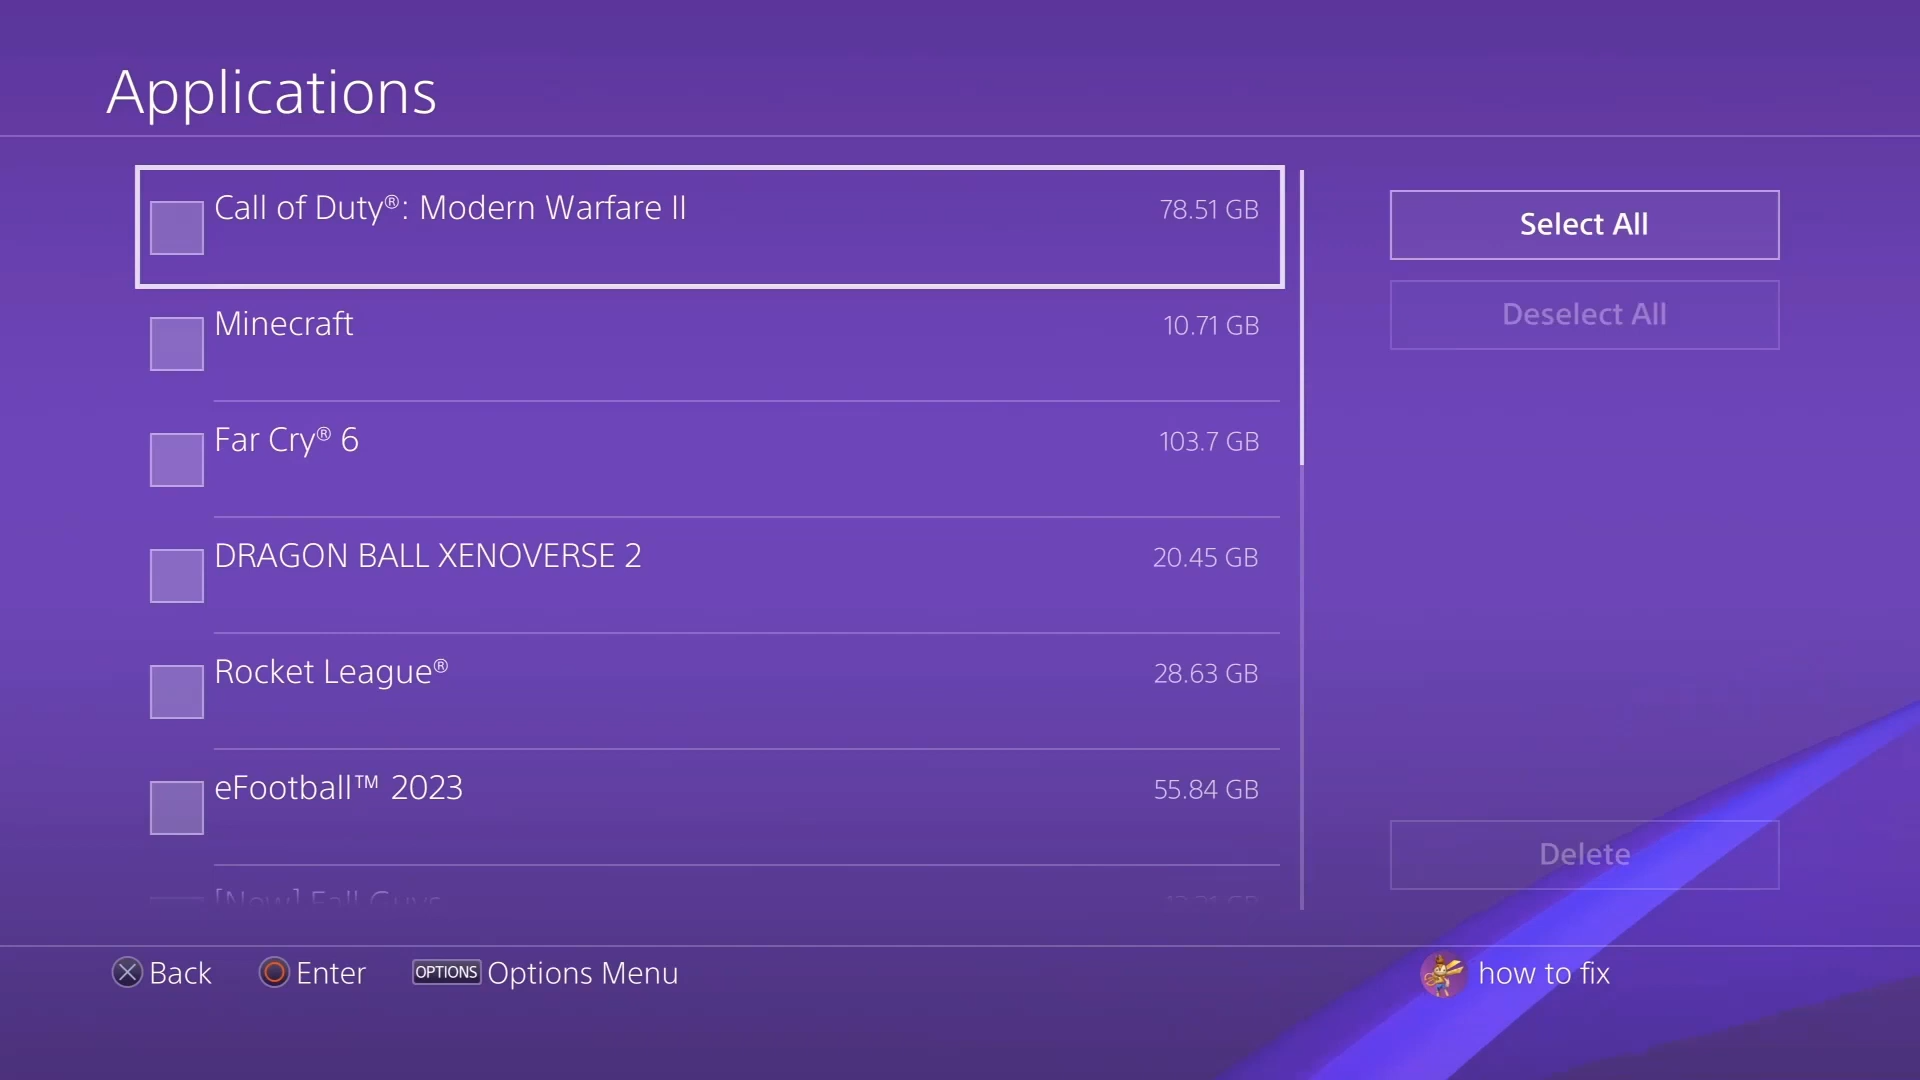 Applications
Call of Duty®: Modern Warfare II 78.51 GB
Minecraft 10.71 GB
Far Cry® 6 103.7 GB
DRAGON BALL XENOVERSE 2 20.45 GB
Rocket League® 28.63 GB
eFootball™ 2023 55.84 GB
Fall Guys
Select All
Deselect All
Delete
Back Enter OPTIONS Options Menu how to fix